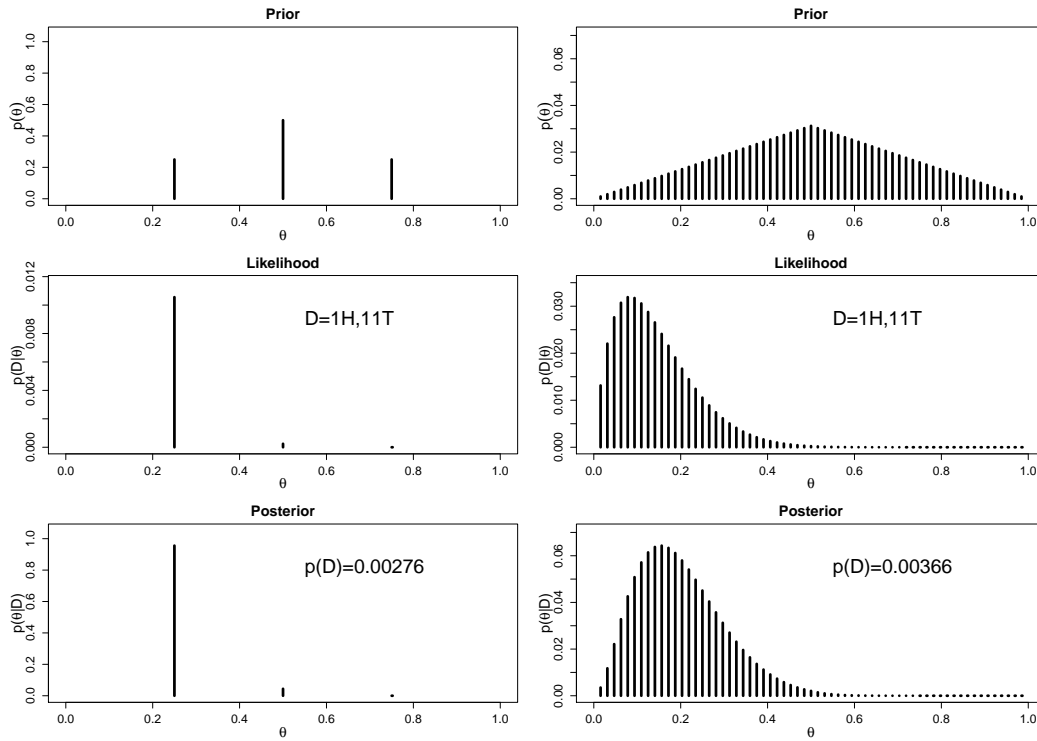 Prior
p(θ)
1.0
0.8
0.6
0.4
0.2
0.0
0.0 0.2 0.4 0.6 0.8 1.0
θ
Prior
p(θ)
0.06
0.04
0.02
0.00
0.0 0.2 0.4 0.6 0.8 1.0
θ
Likelihood
D=1H,11T
p(D|θ)
0.012
0.008
0.004
0.000
0.0 0.2 0.4 0.6 0.8 1.0
θ
Likelihood
D=1H,11T
p(D|θ)
0.030
0.020
0.010
0.000
0.0 0.2 0.4 0.6 0.8 1.0
θ
Posterior
p(D)=0.00276
p(θ|D)
1.0
0.8
0.6
0.4
0.2
0.0
0.0 0.2 0.4 0.6 0.8 1.0
θ
Posterior
p(D)=0.00366
p(θ|D)
0.06
0.04
0.02
0.00
0.0 0.2 0.4 0.6 0.8 1.0
θ